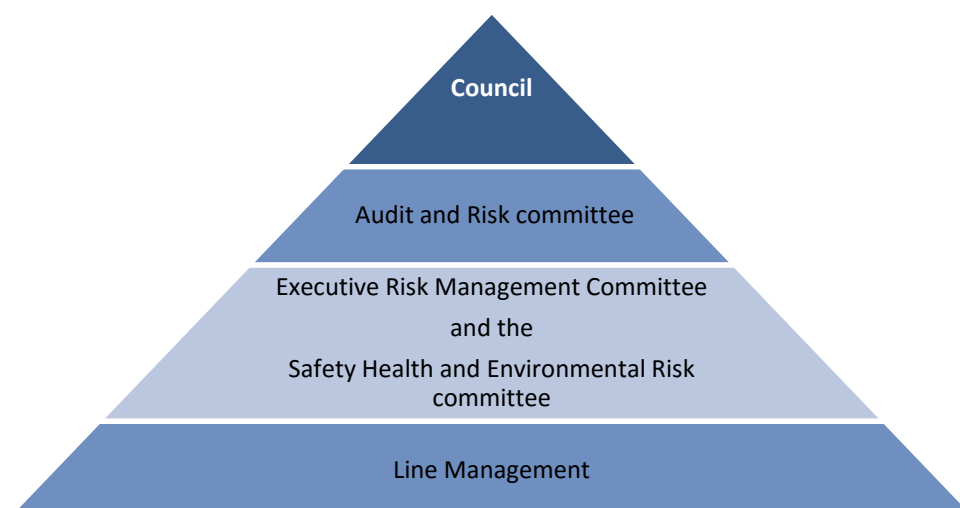 Council
Audit and Risk committee
Executive Risk Management Committee
and the
Safety Health and Environmental Risk
committee
Line Management